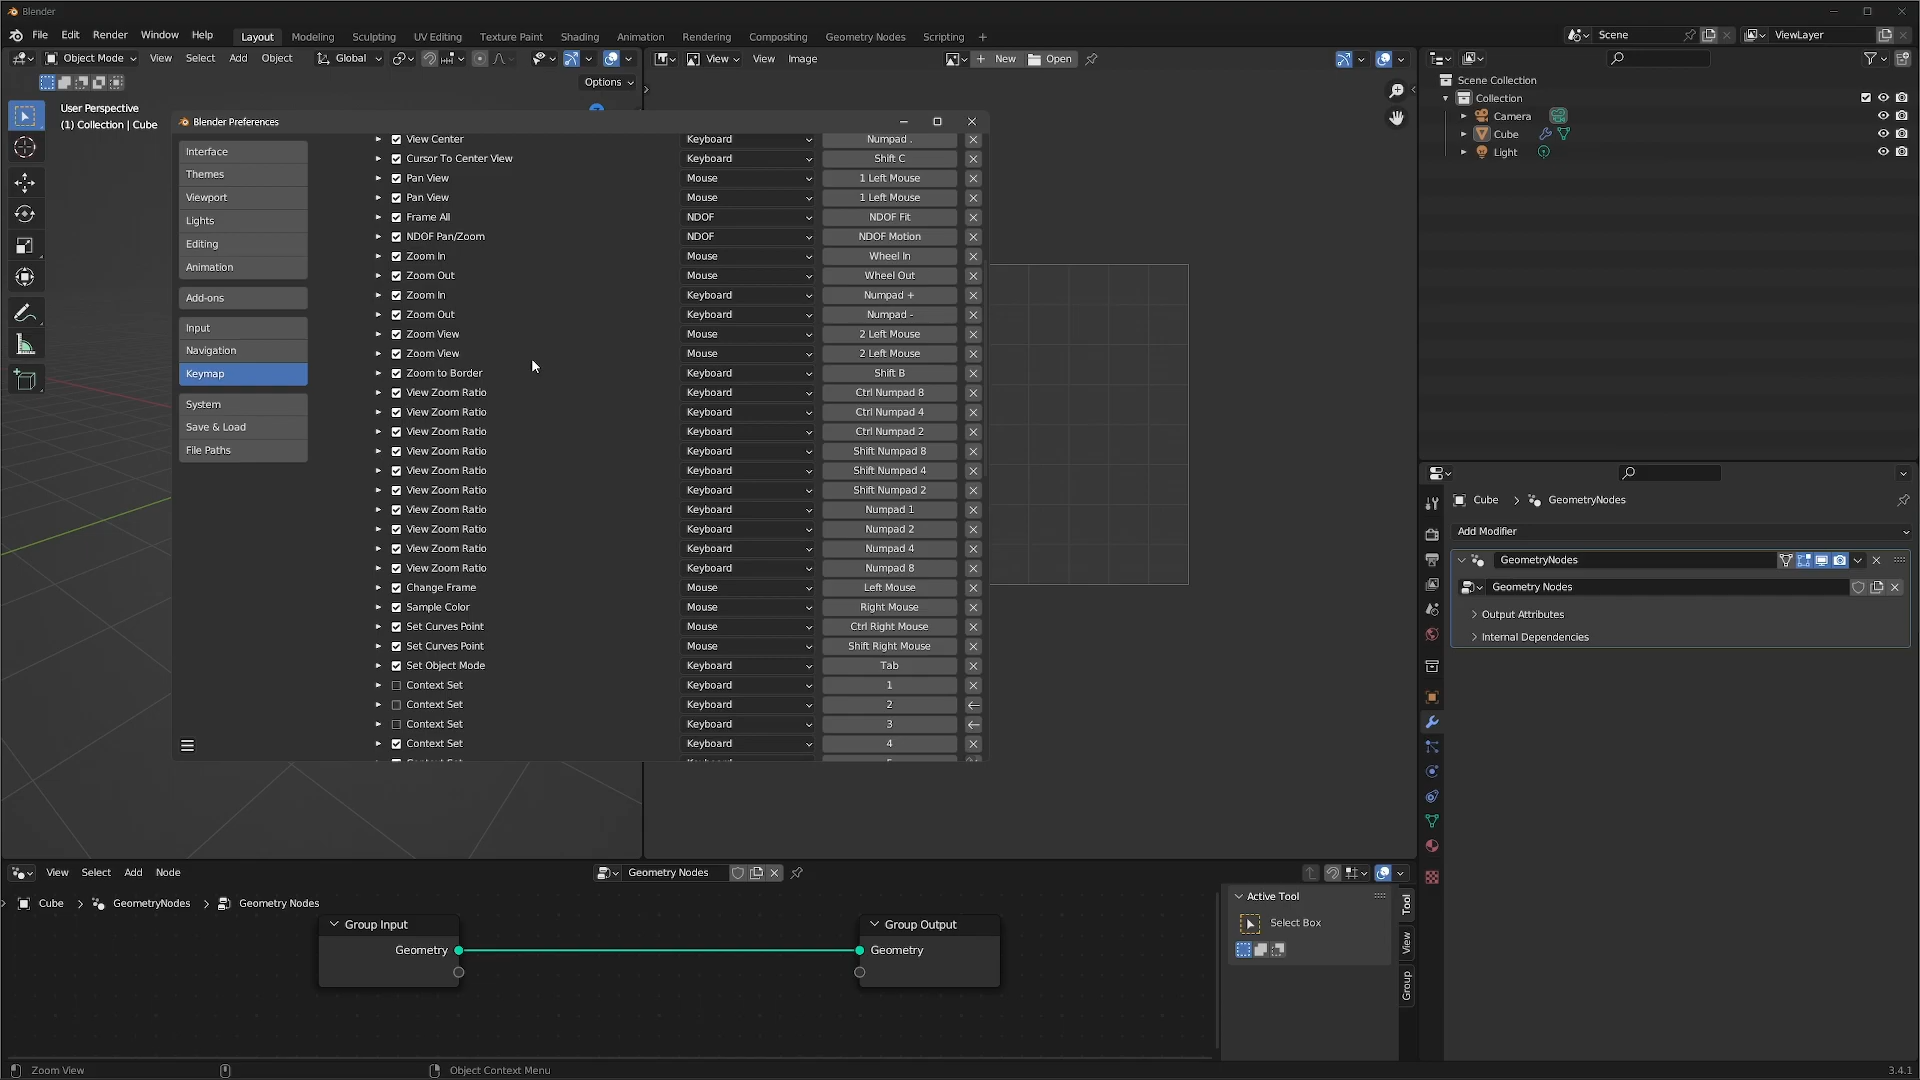 Blender
File Edit Render Window Help Layout Modeling Sculpting UV Editing Texture Paint Shading Animation Rendering Compositing Geometry Nodes Scripting + Scene ViewLayer
Object Mode View Select Add Object Global View View Image New Open
Options
User Perspective
(1) Collection | Cube
Scene Collection
Collection
Camera
Cube
Light
Blender Preferences
Interface
Themes
Viewport
Lights
Editing
Animation
Add-ons
Input
Navigation
Keymap
System
Save & Load
File Paths
View Center Keyboard Numpad .
Cursor To Center View Keyboard Shift C
Pan View Mouse 1 Left Mouse
Pan View Mouse 1 Left Mouse
Frame All NDOF NDOF Fit
NDOF Pan/Zoom NDOF NDOF Motion
Zoom In Mouse Wheel In
Zoom Out Mouse Wheel Out
Zoom In Keyboard Numpad +
Zoom Out Keyboard Numpad -
Zoom View Mouse 2 Left Mouse
Zoom View Mouse 2 Left Mouse
Zoom to Border Keyboard Shift B
View Zoom Ratio Keyboard Ctrl Numpad 8
View Zoom Ratio Keyboard Ctrl Numpad 4
View Zoom Ratio Keyboard Ctrl Numpad 2
View Zoom Ratio Keyboard Shift Numpad 8
View Zoom Ratio Keyboard Shift Numpad 4
View Zoom Ratio Keyboard Shift Numpad 2
View Zoom Ratio Keyboard Numpad 1
View Zoom Ratio Keyboard Numpad 2
View Zoom Ratio Keyboard Numpad 4
View Zoom Ratio Keyboard Numpad 8
Change Frame Mouse Left Mouse
Sample Color Mouse Right Mouse
Set Curves Point Mouse Ctrl Right Mouse
Set Curves Point Mouse Shift Right Mouse
Set Object Mode Keyboard Tab
Context Set Keyboard 1
Context Set Keyboard 2
Context Set Keyboard 3
Context Set Keyboard 4
Cube GeometryNodes
Add Modifier
GeometryNodes
Geometry Nodes
Output Attributes
Internal Dependencies
View Select Add Node Geometry Nodes
Cube GeometryNodes Geometry Nodes
Group Input
Geometry
Group Output
Geometry
Active Tool
Select Box
Tool
View
Group
Zoom View Object Context Menu 3.4.1